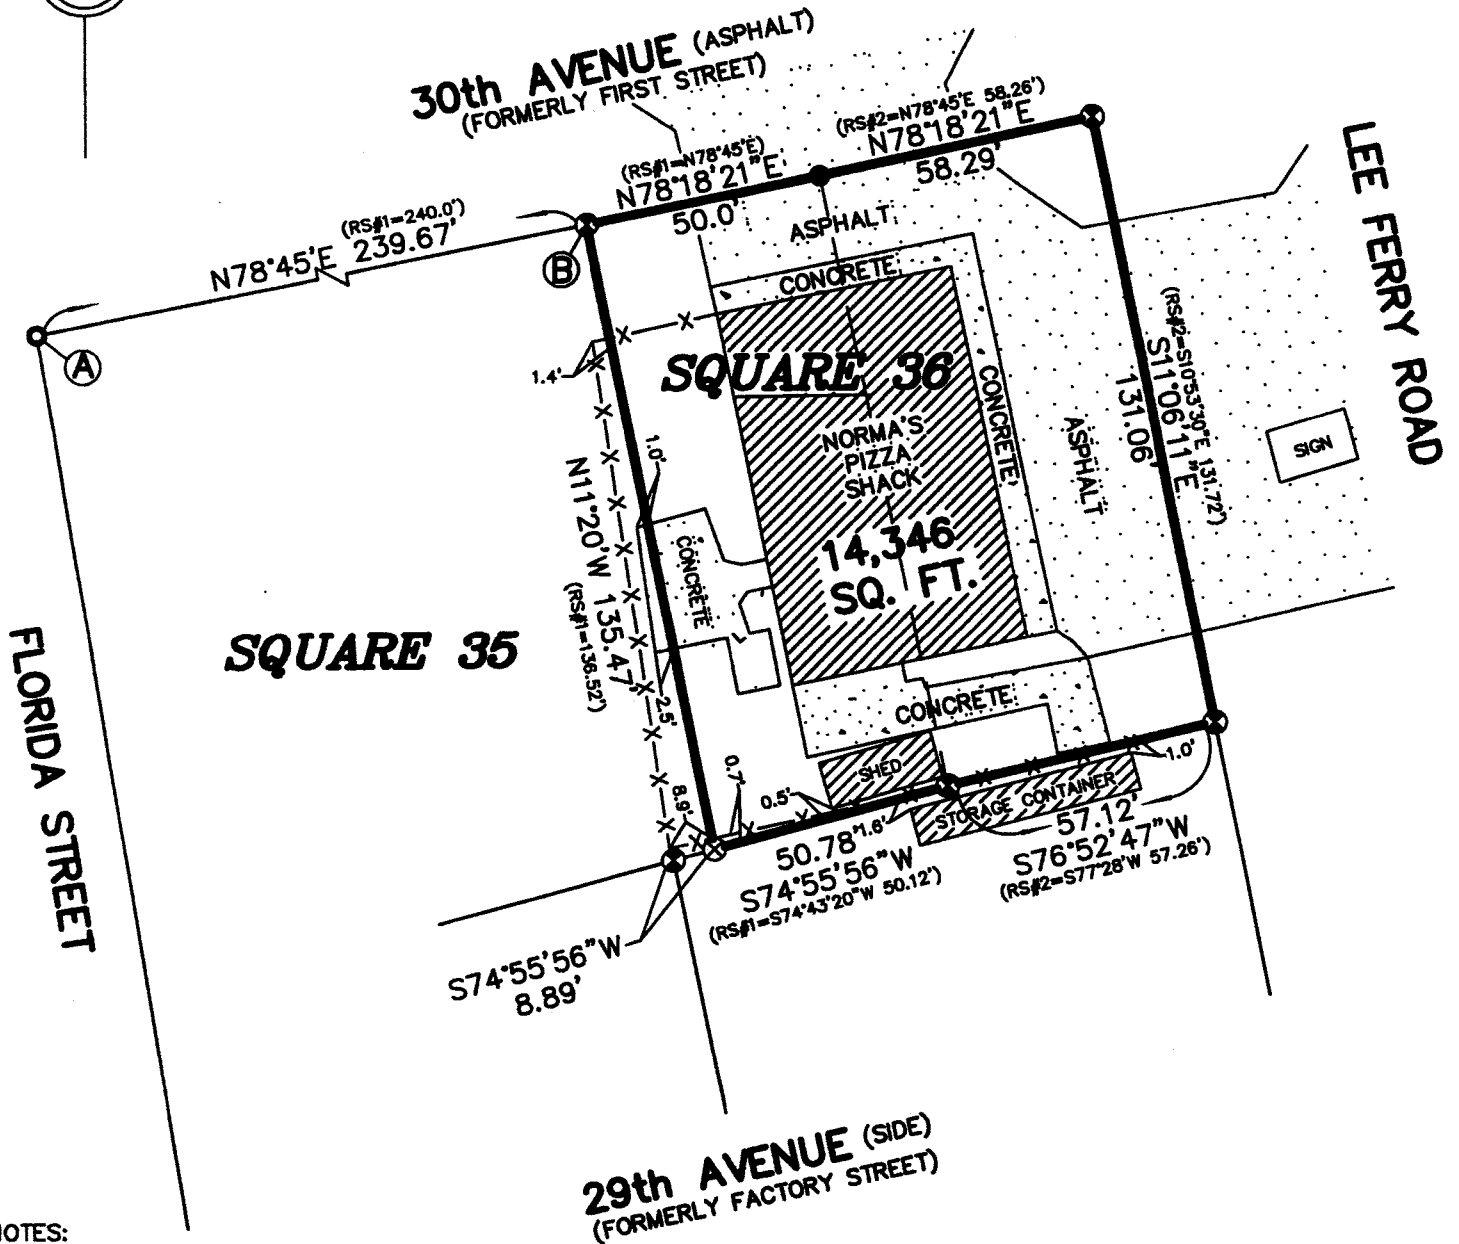 30th AVENUE (ASPHALT)
(FORMERLY FIRST STREET)
(RS#2=N78°45'E 58.26')
N78°18'21"E
58.29'
(RS#1=N78°45'E)
N78°18'21"E
50.0'
(RS#1=240.0')
N78°45'E 239.67'
A
B
LEE FERRY ROAD
ASPHALT
CONCRETE
SQUARE 36
1.4'
CONCRETE
NORMA'S
PIZZA
SHACK
14,346
SQ. FT.
ASPHALT
(RS#2=S10°53'30"E 131.72')
S11°06'11"E
131.06'
SIGN
1.0'
N11°20'W 135.47'
(RS#1=136.52')
CONCRETE
SQUARE 35
FLORIDA STREET
2.5'
CONCRETE
0.7'
8.9'
SHED
0.5'
1.6'
STORAGE CONTAINER
1.0'
50.78'
S74°55'56"W
(RS#1=S74°43'20"W 50.12')
57.12'
S76°52'47"W
(RS#2=S77°28'W 57.26')
S74°55'56"W
8.89'
29th AVENUE (SIDE)
(FORMERLY FACTORY STREET)
NOTES: